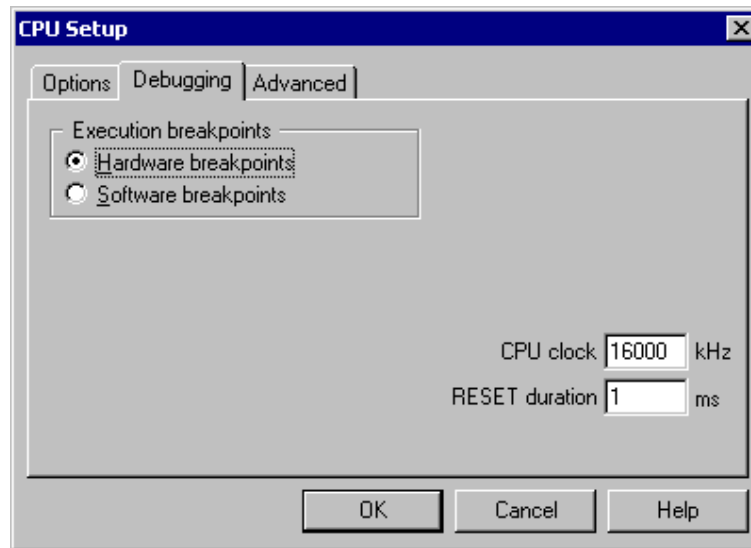 CPU Setup
Options Debugging Advanced
Execution breakpoints
Hardware breakpoints
Software breakpoints
CPU clock 16000 kHz
RESET duration 1 ms
OK Cancel Help